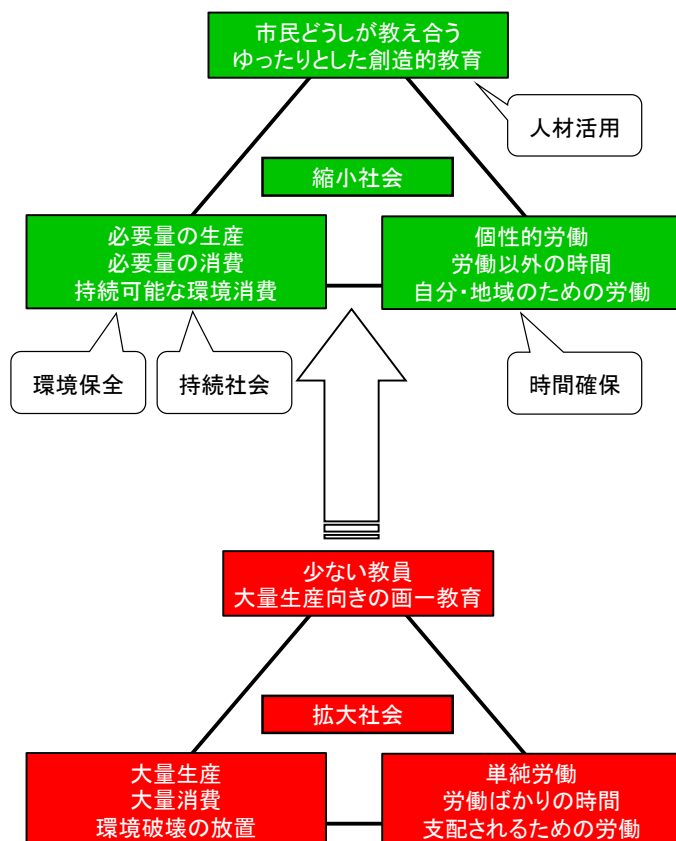 市民どうしが教え合う
ゆったりとした創造的教育
人材活用
縮小社会
必要量の生産
必要量の消費
持続可能な環境消費
個性的労働
労働以外の時間
自分・地域のための労働
環境保全
持続社会
時間確保
少ない教員
大量生産向きの画一教育
拡大社会
大量生産
大量消費
環境破壊の放置
単純労働
労働ばかりの時間
支配されるための労働